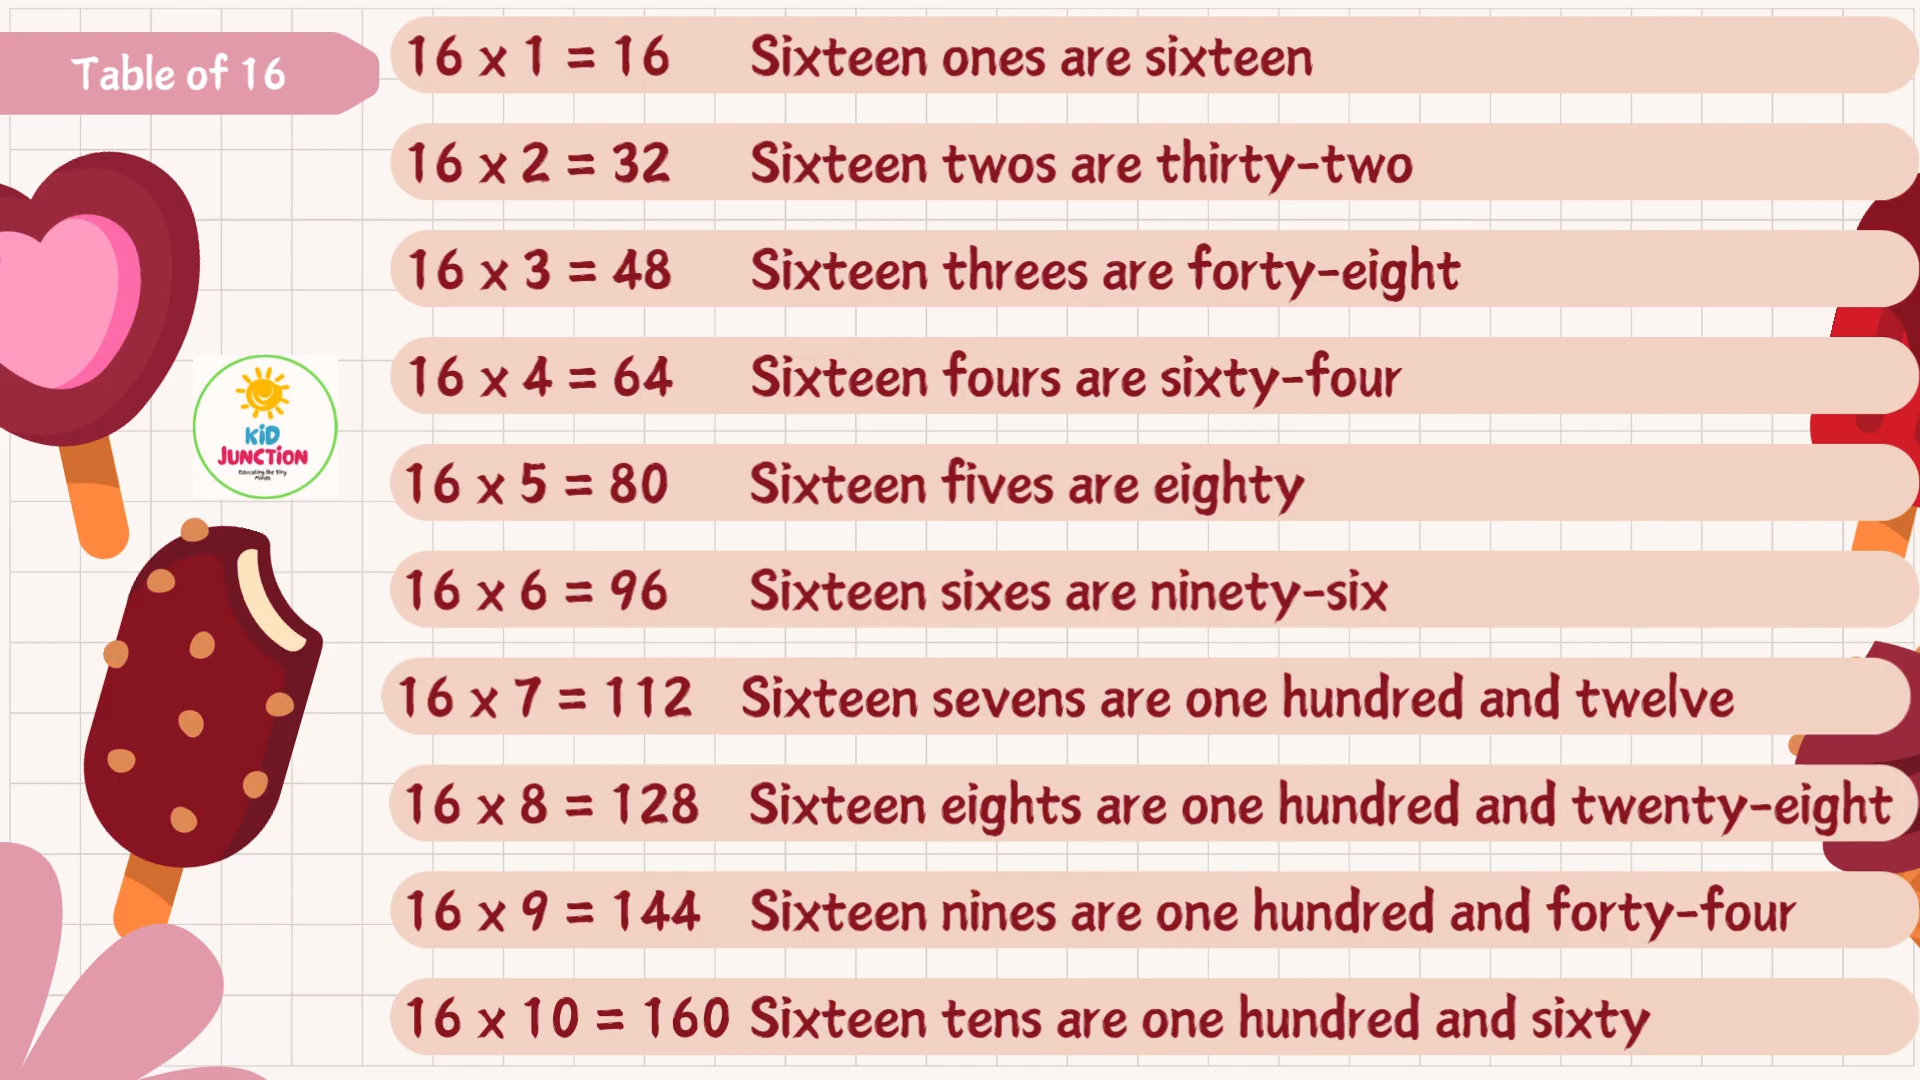 Table of 16
16 x 1 = 16 Sixteen ones are sixteen
16 x 2 = 32 Sixteen twos are thirty-two
16 x 3 = 48 Sixteen threes are forty-eight
16 x 4 = 64 Sixteen fours are sixty-four
16 x 5 = 80 Sixteen fives are eighty
16 x 6 = 96 Sixteen sixes are ninety-six
16 x 7 = 112 Sixteen sevens are one hundred and twelve
16 x 8 = 128 Sixteen eights are one hundred and twenty-eight
16 x 9 = 144 Sixteen nines are one hundred and forty-four
16 x 10 = 160 Sixteen tens are one hundred and sixty
KiD
JUNCTiON
Educating the Tiny
Minds